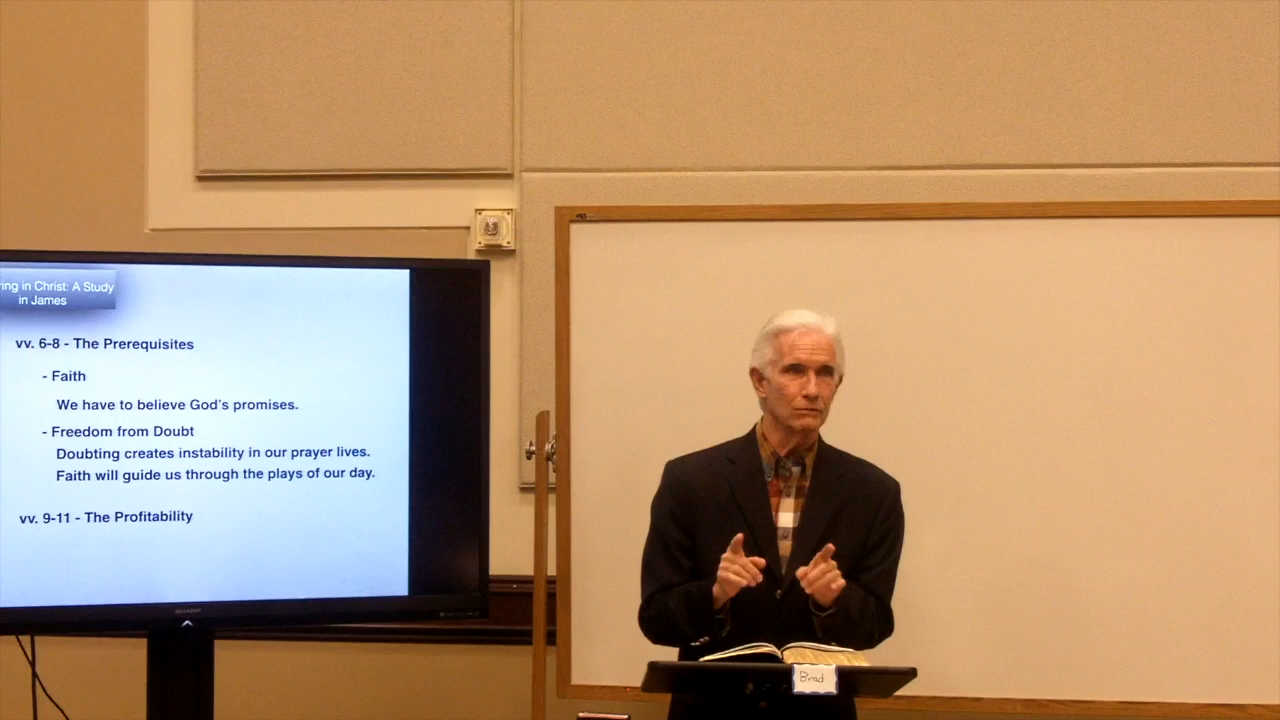 ring in Christ: A Study
in James
vv. 6-8 - The Prerequisites
- Faith
We have to believe God's promises.
- Freedom from Doubt
Doubting creates instability in our prayer lives.
Faith will guide us through the plays of our day.
vv. 9-11 - The Profitability
SHARP
Brad